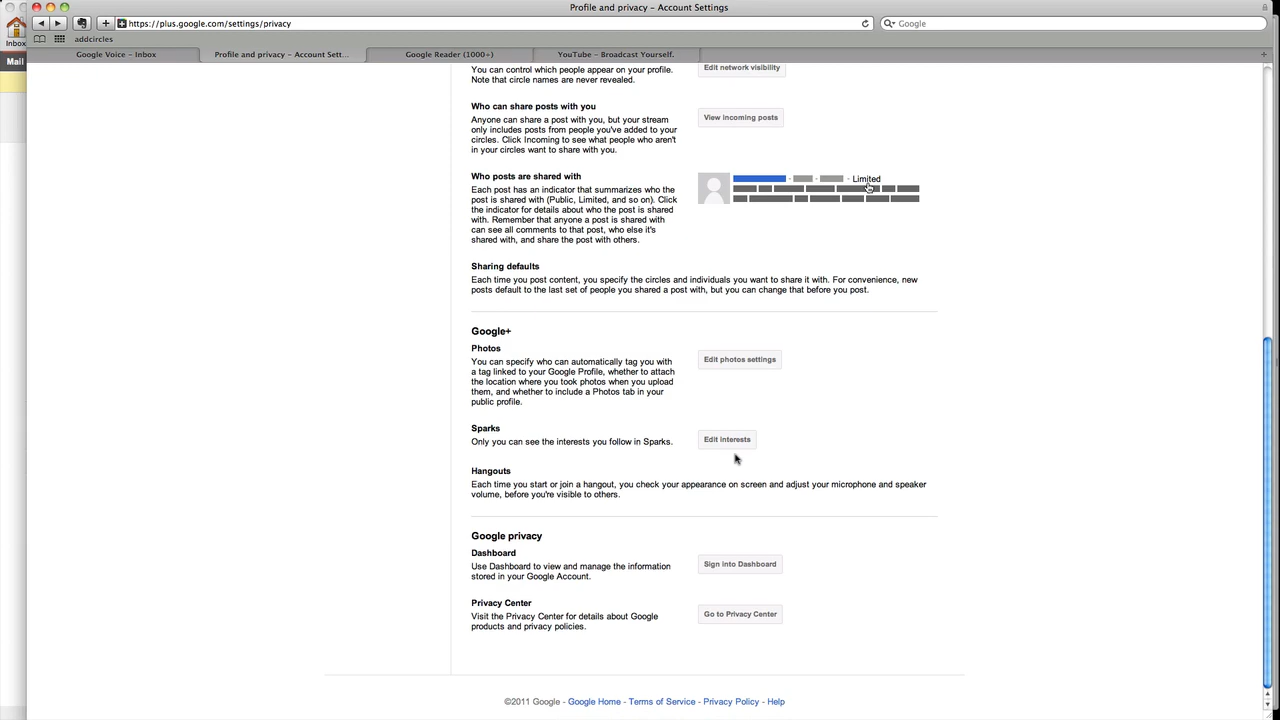 Profile and privacy – Account Settings
https://plus.google.com/settings/privacy
Google
Inbox
addcircles
Google Voice – Inbox
Profile and privacy – Account Sett...
Google Reader (1000+)
YouTube – Broadcast Yourself.
Mail
You can control which people appear on your profile.
Note that circle names are never revealed.
Edit network visibility
Who can share posts with you
Anyone can share a post with you, but your stream
only includes posts from people you've added to your
circles. Click Incoming to see what people who aren't
in your circles want to share with you.
View incoming posts
Who posts are shared with
Each post has an indicator that summarizes who the
post is shared with (Public, Limited, and so on). Click
the indicator for details about who the post is shared
with. Remember that anyone a post is shared with
can see all comments to that post, who else it's
shared with, and share the post with others.
- - - Limited
Sharing defaults
Each time you post content, you specify the circles and individuals you want to share it with. For convenience, new
posts default to the last set of people you shared a post with, but you can change that before you post.
Google+
Photos
You can specify who can automatically tag you with
a tag linked to your Google Profile, whether to attach
the location where you took photos when you upload
them, and whether to include a Photos tab in your
public profile.
Edit photos settings
Sparks
Only you can see the interests you follow in Sparks.
Edit interests
Hangouts
Each time you start or join a hangout, you check your appearance on screen and adjust your microphone and speaker
volume, before you're visible to others.
Google privacy
Dashboard
Use Dashboard to view and manage the information
stored in your Google Account.
Sign into Dashboard
Privacy Center
Visit the Privacy Center for details about Google
products and privacy policies.
Go to Privacy Center
©2011 Google - Google Home - Terms of Service - Privacy Policy - Help